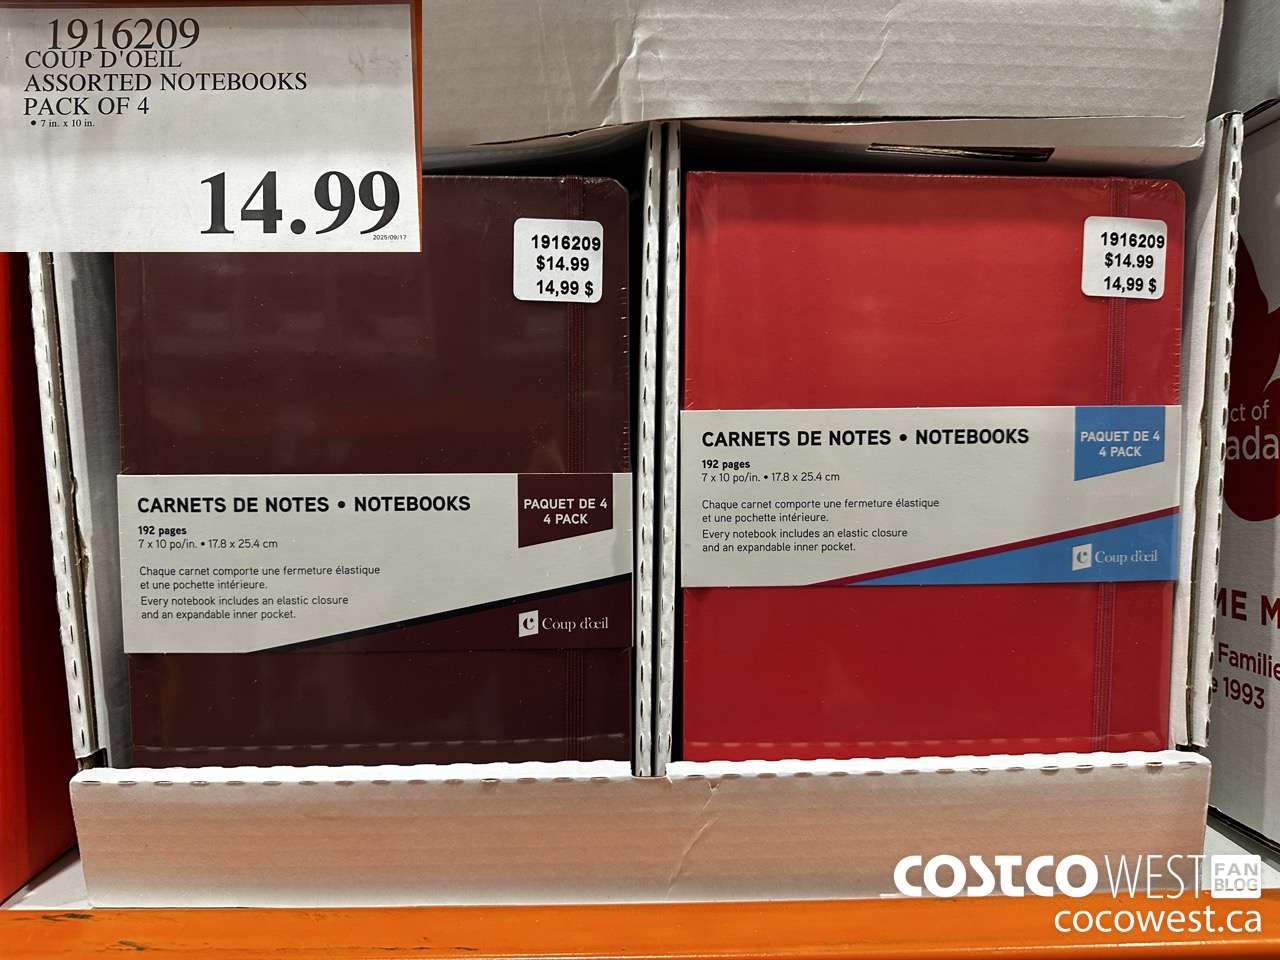 1916209
COUP D'OEIL
ASSORTED NOTEBOOKS
PACK OF 4
• 7 in. x 10 in.
14.99
2025/09/17
1916209
$14.99
14,99 $
CARNETS DE NOTES • NOTEBOOKS
192 pages
7 x 10 po/in. • 17.8 x 25.4 cm
Chaque carnet comporte une fermeture élastique
et une pochette intérieure.
Every notebook includes an elastic closure
and an expandable inner pocket.
PAQUET DE 4
4 PACK
Coup d'œil
1916209
$14.99
14,99 $
CARNETS DE NOTES • NOTEBOOKS
192 pages
7 x 10 po/in. • 17.8 x 25.4 cm
Chaque carnet comporte une fermeture élastique
et une pochette intérieure.
Every notebook includes an elastic closure
and an expandable inner pocket.
PAQUET DE 4
4 PACK
Coup d'œil
ct of
ada
ME M
Familie
e 1993
COSTCO WEST FAN BLOG
cocowest.ca